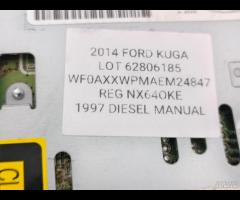 2014 FORD KUGA
LOT 62806185
WF0AXXWPMAEM24847
REG NX64OKE
1997 DIESEL MANUAL